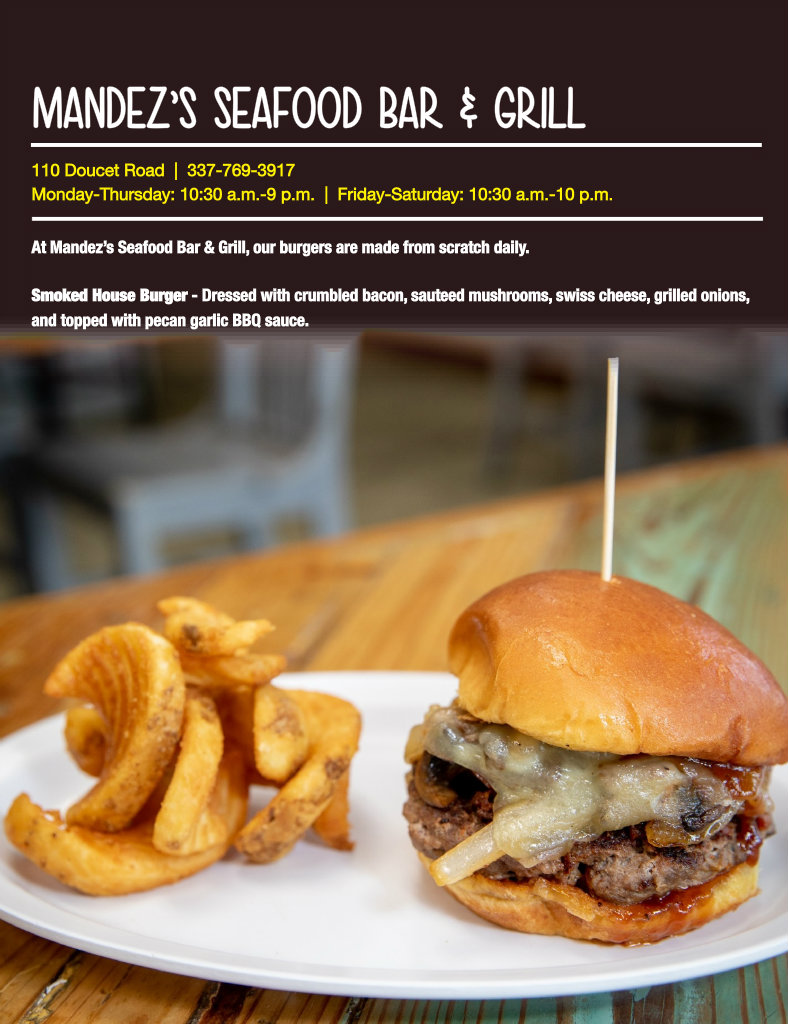 MANDEZ'S SEAFOOD BAR & GRILL
110 Doucet Road | 337-769-3917
Monday-Thursday: 10:30 a.m.-9 p.m. | Friday-Saturday: 10:30 a.m.-10 p.m.
At Mandez's Seafood Bar & Grill, our burgers are made from scratch daily.
Smoked House Burger - Dressed with crumbled bacon, sauteed mushrooms, swiss cheese, grilled onions,
and topped with pecan garlic BBQ sauce.